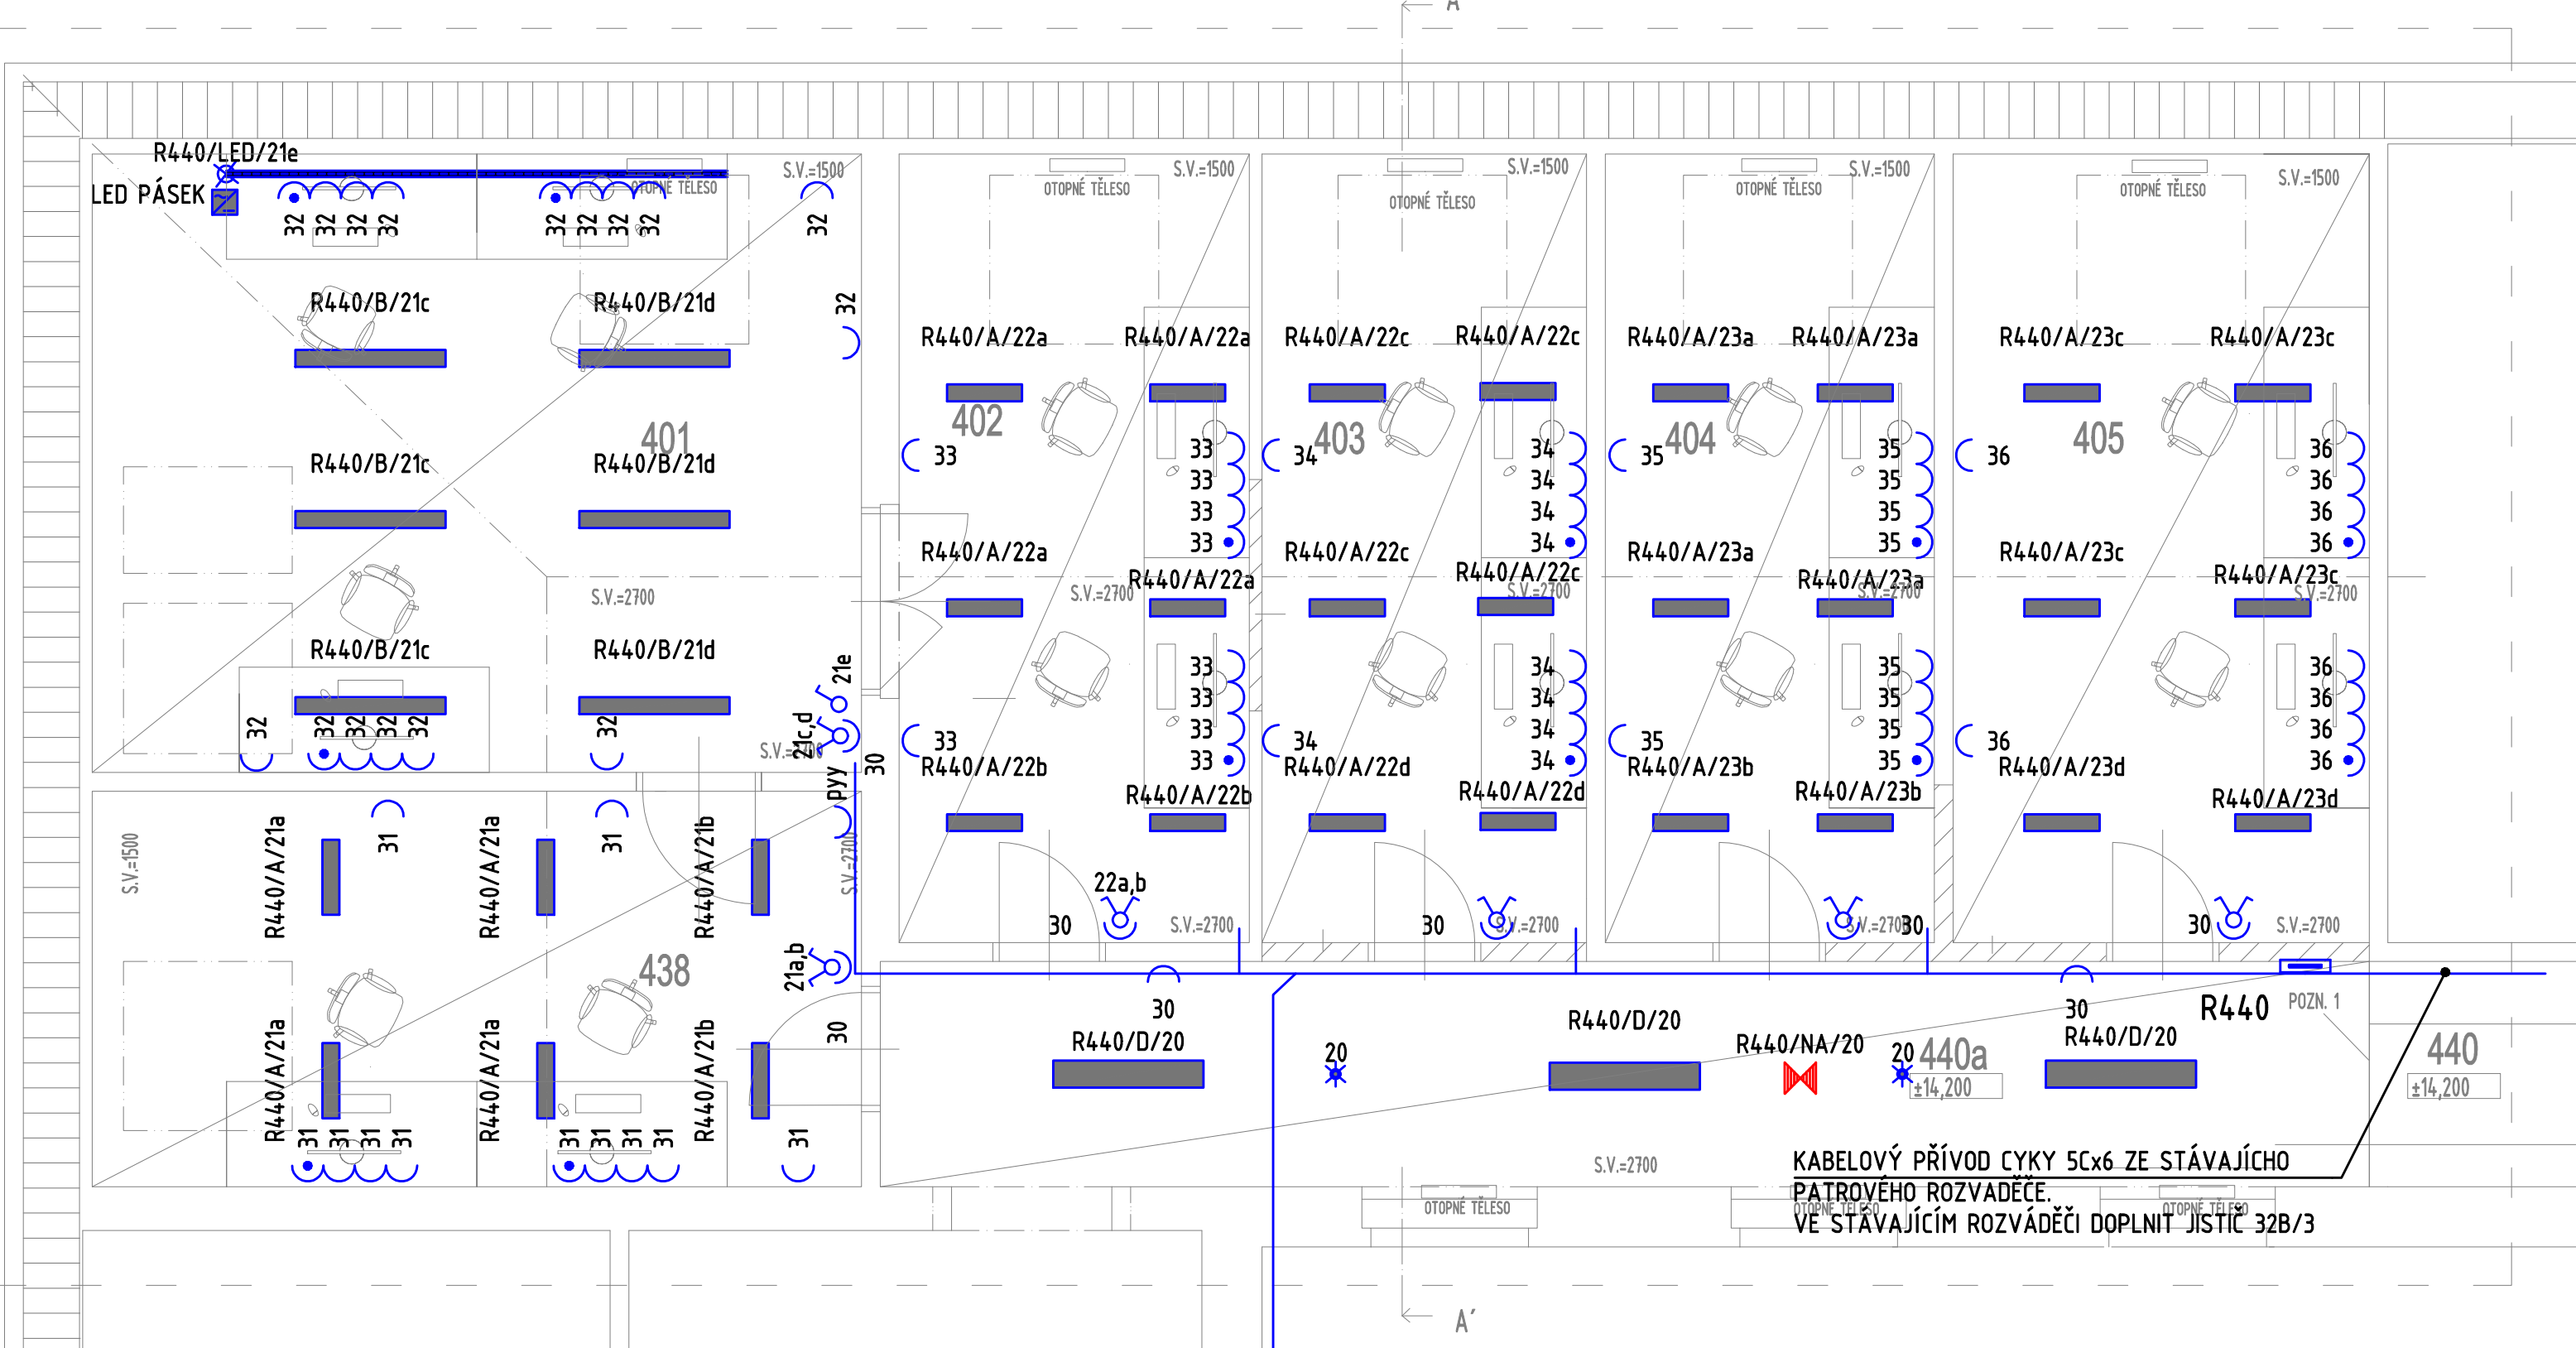 A
R440/LED/21e
LED PÁSEK
S.V.=1500
OTOPNÉ TĚLESO
S.V.=1500
OTOPNÉ TĚLESO
S.V.=1500
OTOPNÉ TĚLESO
S.V.=1500
OTOPNÉ TĚLESO
S.V.=1500
OTOPNÉ TĚLESO
32
32
32
32
32
32
32
32
32
R440/B/21c
R440/B/21d
32
R440/A/22a
R440/A/22a
R440/A/22c
R440/A/22c
R440/A/23a
R440/A/23a
R440/A/23c
R440/A/23c
401
402
403
404
405
R440/B/21c
R440/B/21d
33
33
33
33
33
34
34
34
34
34
35
35
35
35
35
36
36
36
36
36
R440/A/22a
R440/A/22a
R440/A/22c
R440/A/22c
R440/A/23a
R440/A/23a
R440/A/23c
R440/A/23c
S.V.=2700
S.V.=2700
S.V.=2700
S.V.=2700
S.V.=2700
R440/B/21c
R440/B/21d
21e
21c,d
33
33
33
33
33
34
34
34
34
34
35
35
35
35
35
36
36
36
36
36
32
32
32
32
32
32
S.V.=2700
30
pyy
R440/A/22b
R440/A/22b
R440/A/22d
R440/A/22d
R440/A/23b
R440/A/23b
R440/A/23d
R440/A/23d
S.V.=1500
R440/A/21a
31
R440/A/21a
31
R440/A/21b
S.V.=2700
22a,b
30
S.V.=2700
30
S.V.=2700
S.V.=2700
30
30
S.V.=2700
438
21a,b
30
30
R440/D/20
20
R440/D/20
R440/NA/20
20
440a
±14,200
30
R440/D/20
R440
POZN. 1
440
±14,200
R440/A/21a
R440/A/21a
R440/A/21b
31
31
31
31
31
31
31
31
31
S.V.=2700
KABELOVÝ PŘÍVOD CYKY 5Cx6 ZE STÁVAJÍCHO
PATROVÉHO ROZVADĚČE.
VE STÁVAJÍCÍM ROZVÁDĚČI DOPLNIT JISTIČ 32B/3
OTOPNÉ TĚLESO
OTOPNÉ TĚLESO
OTOPNÉ TĚLESO
A´